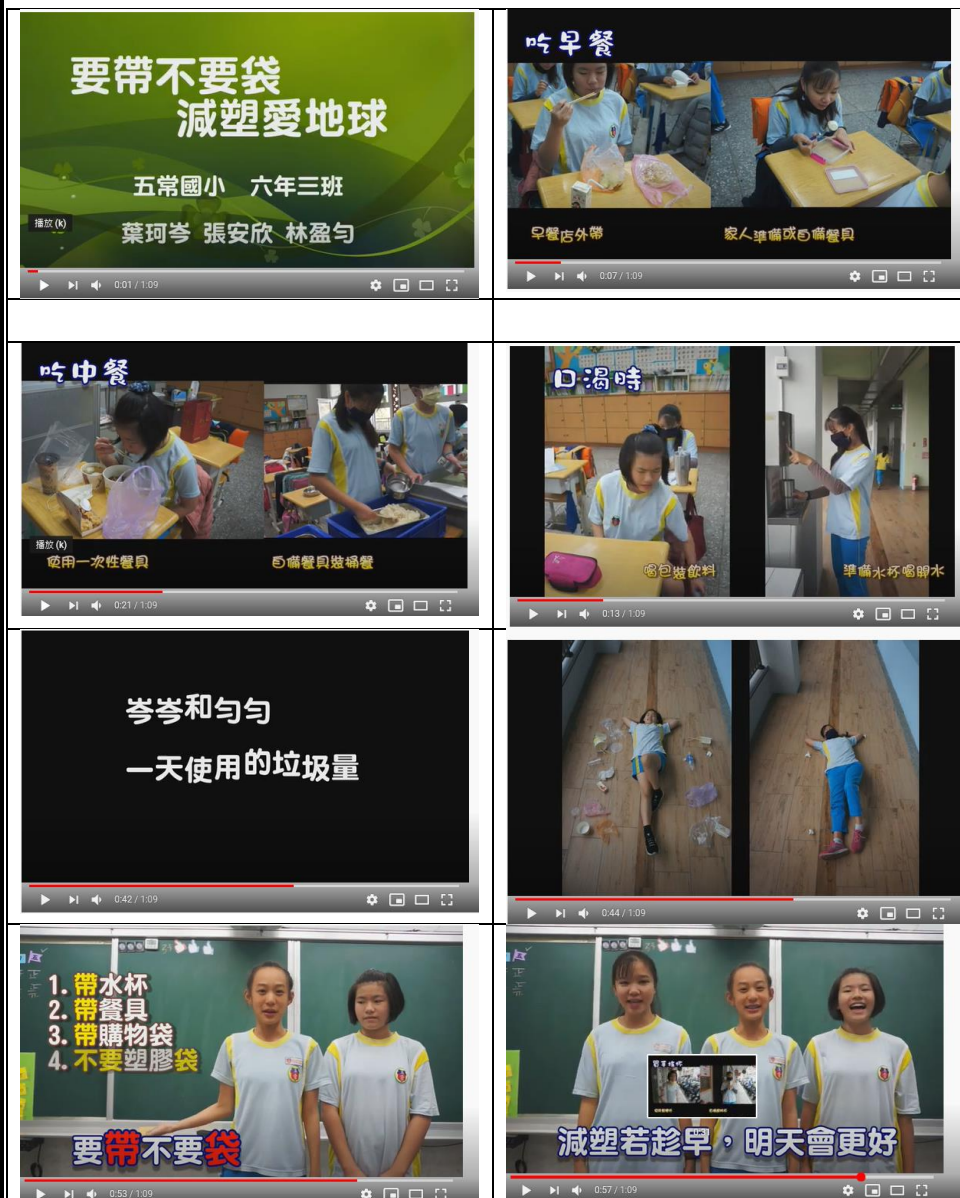 要帶不要袋
減塑愛地球
五常國小 六年三班
葉珂岑 張安欣 林盈勻
播放 (k)
0:01 / 1:09
吃早餐
早餐店外帶
家人準備或自備餐具
0:07 / 1:09
吃中餐
播放 (k)
使用一次性餐具
自備餐具裝桶餐
0:21 / 1:09
口渴時
喝包裝飲料
準備水杯喝開水
0:13 / 1:09
岑岑和勻勻
一天使用的垃圾量
0:42 / 1:09
0:44 / 1:09
1. 帶水杯
2. 帶餐具
3. 帶購物袋
4. 不要塑膠袋
要帶不要袋
0:53 / 1:09
減塑若趁早，明天會更好
0:57 / 1:09